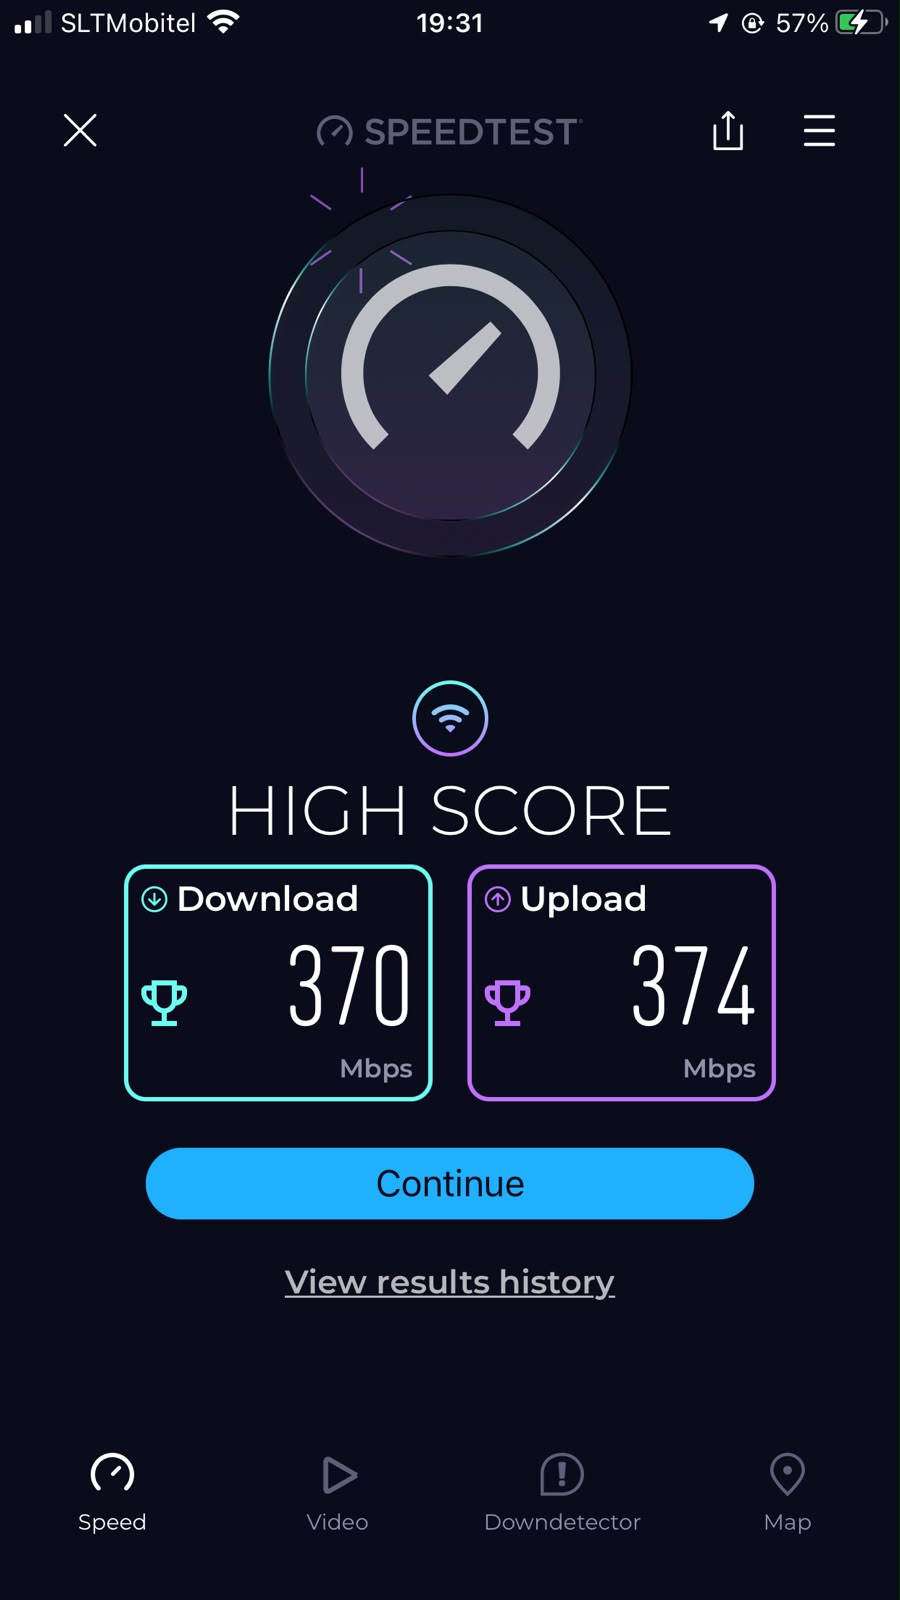 SLTMobitel 19:31 57%
SPEEDTEST
HIGH SCORE
Download Upload
370 374
Mbps Mbps
Continue
View results history
Speed Video Downdetector Map